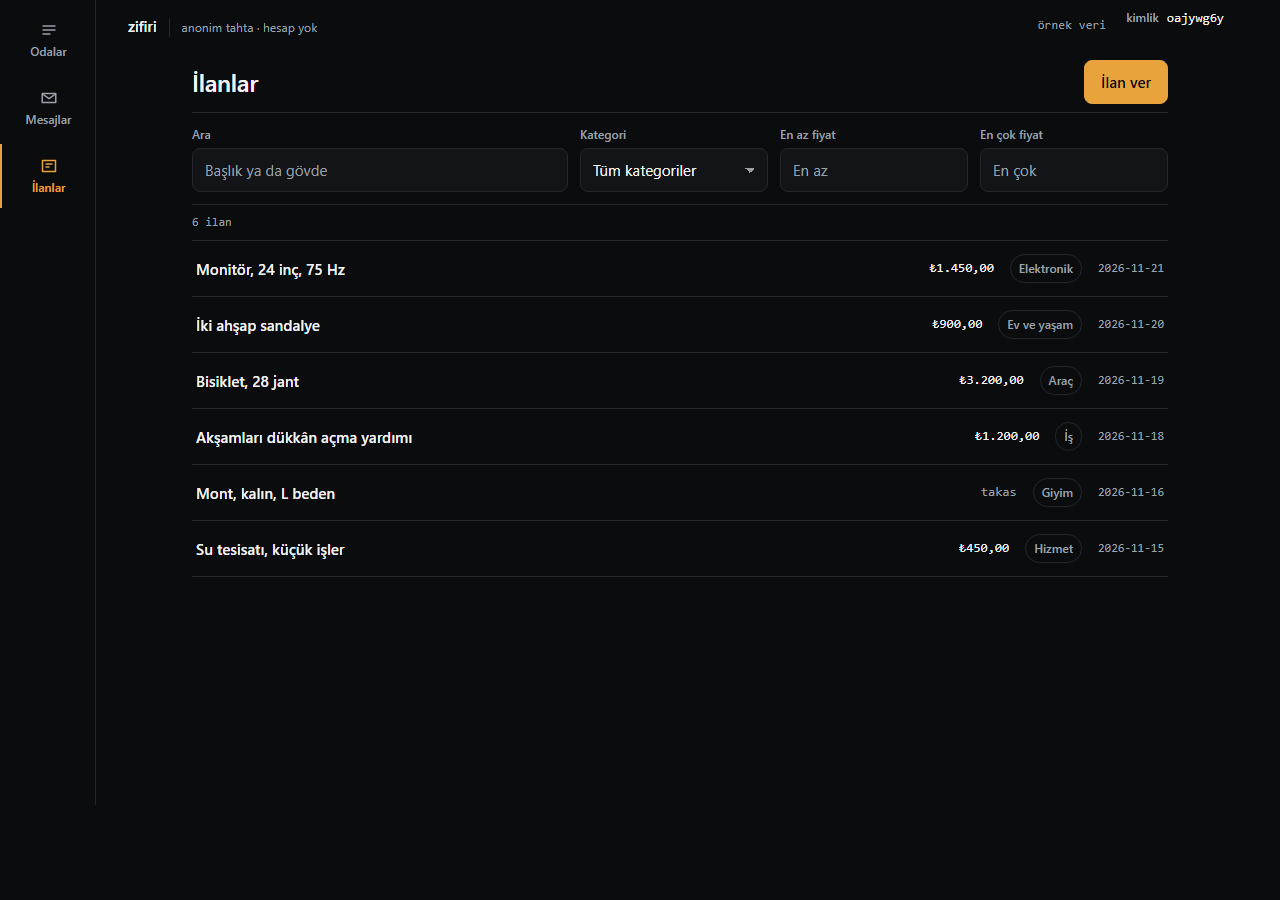 zifiri
anonim tahta · hesap yok
örnek veri
kimlik oajywg6y
Odalar
Mesajlar
İlanlar
İlanlar
İlan ver
Ara
Kategori
En az fiyat
En çok fiyat
Başlık ya da gövde
Tüm kategoriler
En az
En çok
6 ilan
Monitör, 24 inç, 75 Hz ₺1.450,00 Elektronik 2026-11-21
İki ahşap sandalye ₺900,00 Ev ve yaşam 2026-11-20
Bisiklet, 28 jant ₺3.200,00 Araç 2026-11-19
Akşamları dükkân açma yardımı ₺1.200,00 İş 2026-11-18
Mont, kalın, L beden takas Giyim 2026-11-16
Su tesisatı, küçük işler ₺450,00 Hizmet 2026-11-15